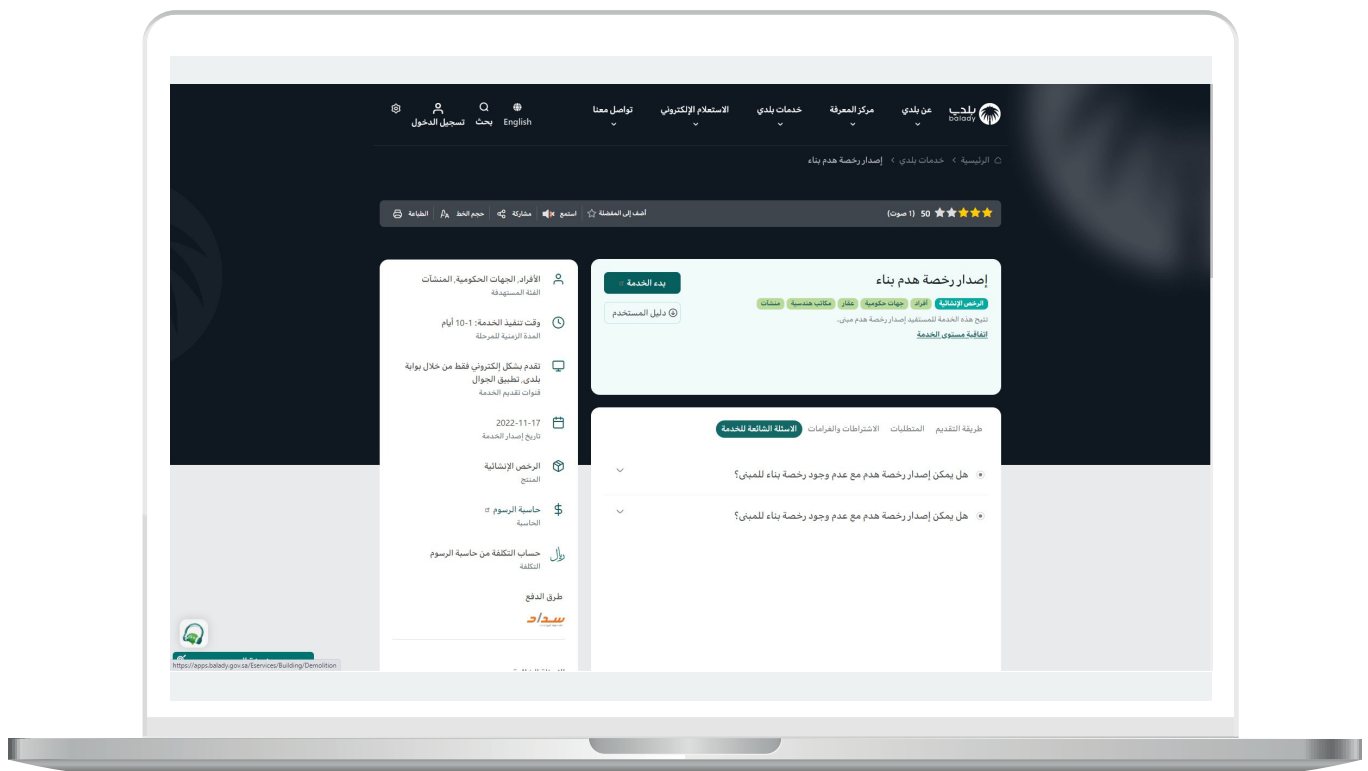 بلدي
balady
عن بلدي
مركز المعرفة
خدمات بلدي
الاستعلام الإلكتروني
تواصل معنا
English
بحث
تسجيل الدخول
الرئيسية > خدمات بلدي > إصدار رخصة هدم بناء
50 (1 صوت)
أضف إلى المفضلة
استمع
مشاركة
حجم الخط
الطباعة
إصدار رخصة هدم بناء
الرخص الإنشائية أفراد جهات حكومية عقار مكاتب هندسية منشآت
تتيح هذه الخدمة للمستفيد إصدار رخصة هدم مبنى.
اتفاقية مستوى الخدمة
بدء الخدمة
دليل المستخدم
طريقة التقديم
المتطلبات
الاشتراطات والغرامات
الاسئلة الشائعة للخدمة
هل يمكن إصدار رخصة هدم مع عدم وجود رخصة بناء للمبنى؟
هل يمكن إصدار رخصة هدم مع عدم وجود رخصة بناء للمبنى؟
الأفراد, الجهات الحكومية, المنشآت
الفئة المستهدفة
وقت تنفيذ الخدمة: 1-10 أيام
المدة الزمنية للمرحلة
تقدم بشكل إلكتروني فقط من خلال بوابة
بلدي, تطبيق الجوال
قنوات تقديم الخدمة
2022-11-17
تاريخ إصدار الخدمة
الرخص الإنشائية
المنتج
حاسبة الرسوم
الحاسبة
حساب التكلفة من حاسبة الرسوم
التكلفة
طرق الدفع
سداد
https://apps.balady.gov.sa/Eservices/Building/Demolition